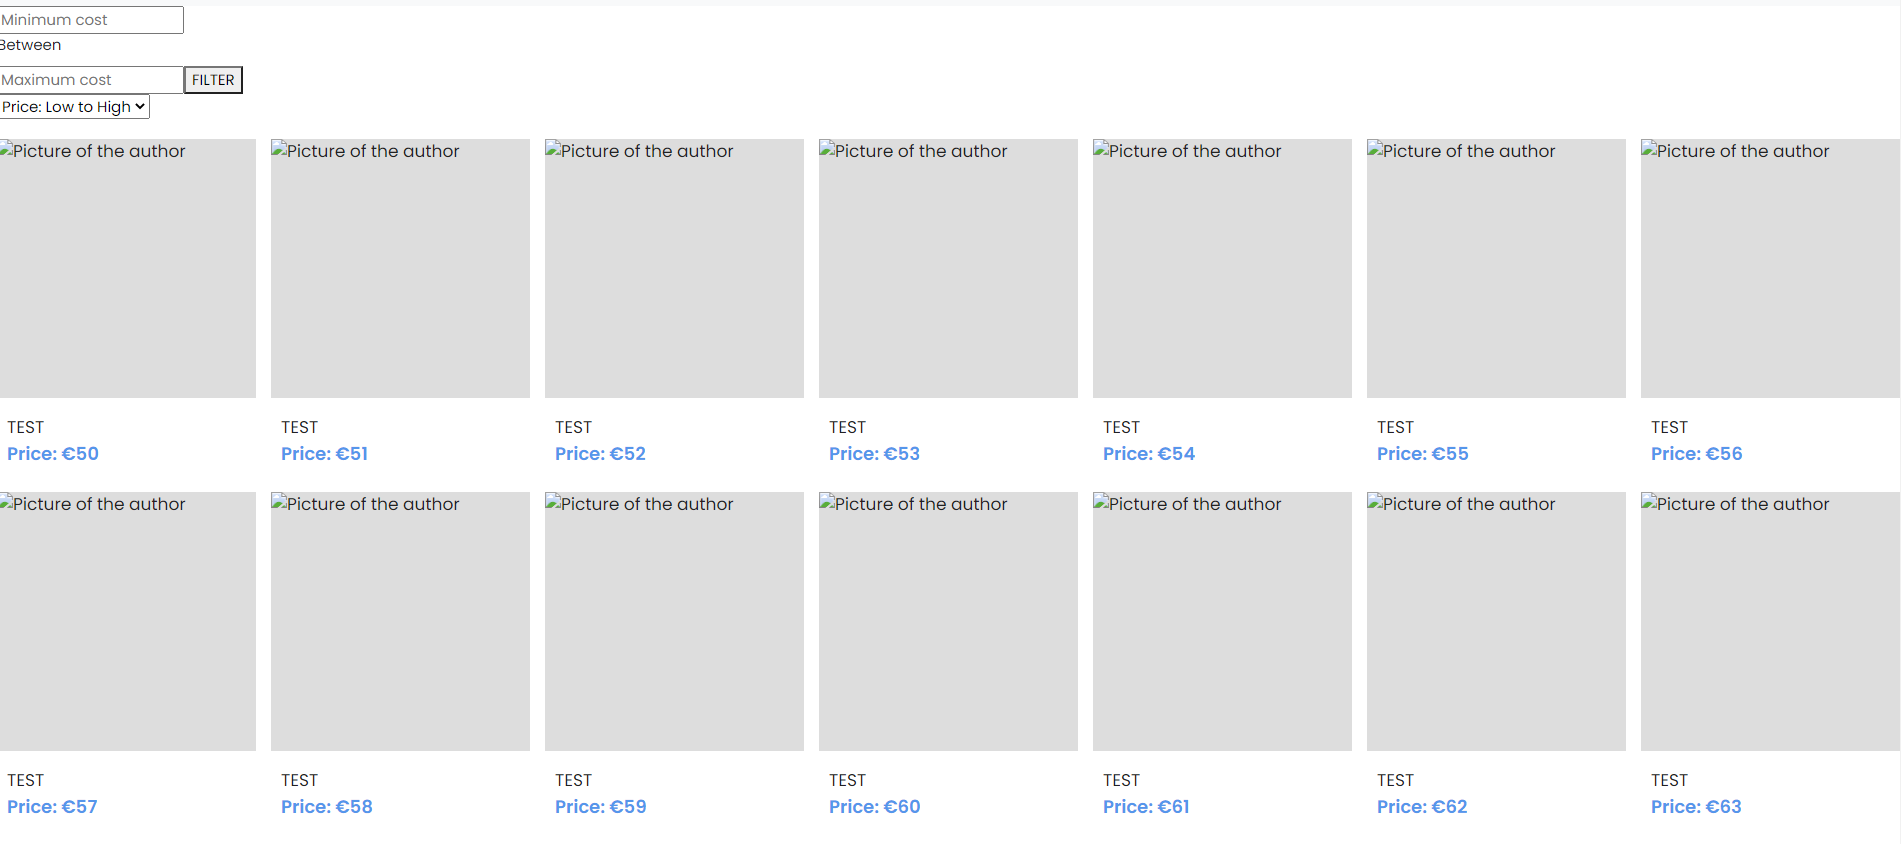 Minimum cost
Between
Maximum cost FILTER
Price: Low to High
Picture of the author Picture of the author Picture of the author Picture of the author Picture of the author Picture of the author Picture of the author
TEST TEST TEST TEST TEST TEST TEST
Price: €50 Price: €51 Price: €52 Price: €53 Price: €54 Price: €55 Price: €56
Picture of the author Picture of the author Picture of the author Picture of the author Picture of the author Picture of the author Picture of the author
TEST TEST TEST TEST TEST TEST TEST
Price: €57 Price: €58 Price: €59 Price: €60 Price: €61 Price: €62 Price: €63